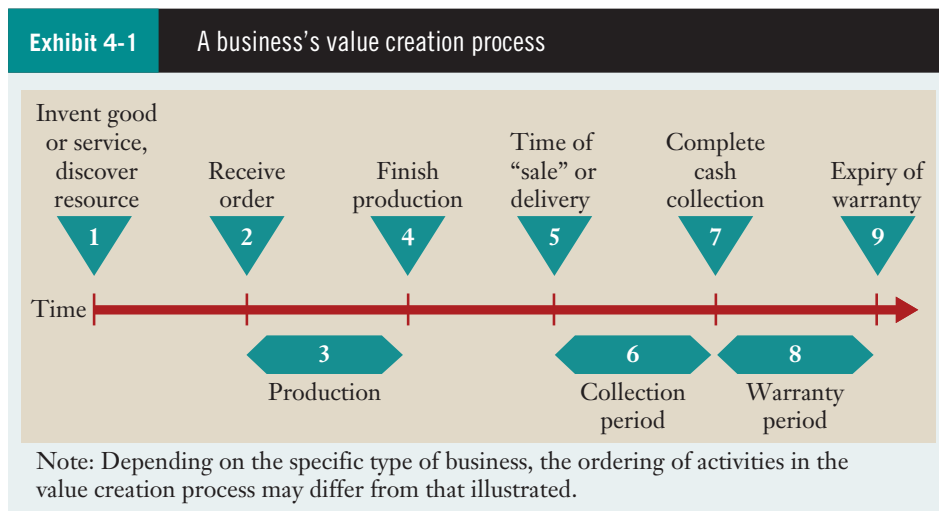 Exhibit 4-1
A business's value creation process
Invent good
or service,
discover
resource
1
Receive
order
2
Finish
production
4
Time of
“sale” or
delivery
5
Complete
cash
collection
7
Expiry of
warranty
9
Time
3
Production
6
Collection
period
8
Warranty
period
Note: Depending on the specific type of business, the ordering of activities in the
value creation process may differ from that illustrated.